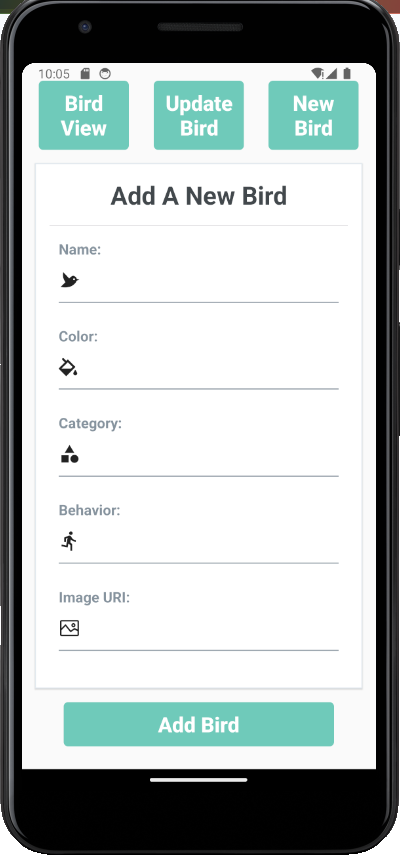 10:05
Bird
View
Update
Bird
New
Bird
Add A New Bird
Name:
Color:
Category:
Behavior:
Image URI:
Add Bird